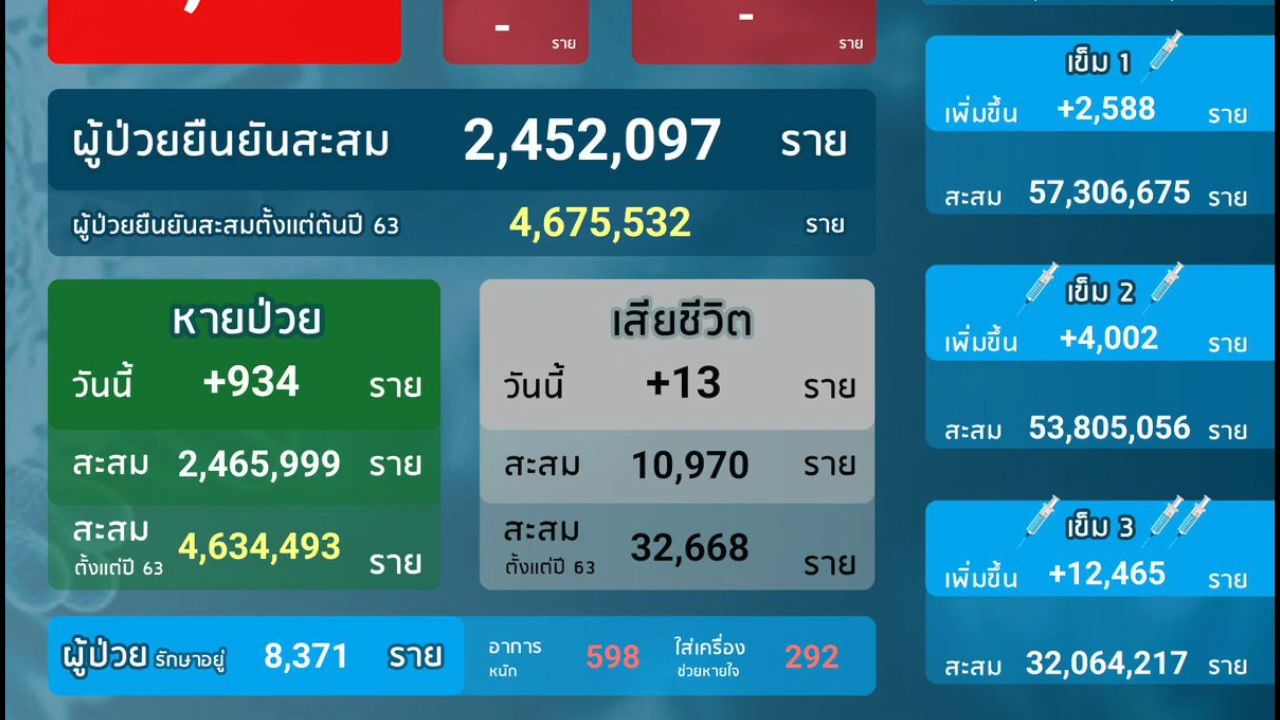 - ราย
- ราย
ผู้ป่วยยืนยันสะสม 2,452,097 ราย
ผู้ป่วยยืนยันสะสมตั้งแต่ต้นปี 63 4,675,532 ราย
หายป่วย
วันนี้ +934 ราย
สะสม 2,465,999 ราย
สะสม
ตั้งแต่ปี 63 4,634,493 ราย
เสียชีวิต
วันนี้ +13 ราย
สะสม 10,970 ราย
สะสม
ตั้งแต่ปี 63 32,668 ราย
ผู้ป่วย รักษาอยู่ 8,371 ราย
อาการ
หนัก 598
ใส่เครื่อง
ช่วยหายใจ 292
เข็ม 1
เพิ่มขึ้น +2,588 ราย
สะสม 57,306,675 ราย
เข็ม 2
เพิ่มขึ้น +4,002 ราย
สะสม 53,805,056 ราย
เข็ม 3
เพิ่มขึ้น +12,465 ราย
สะสม 32,064,217 ราย